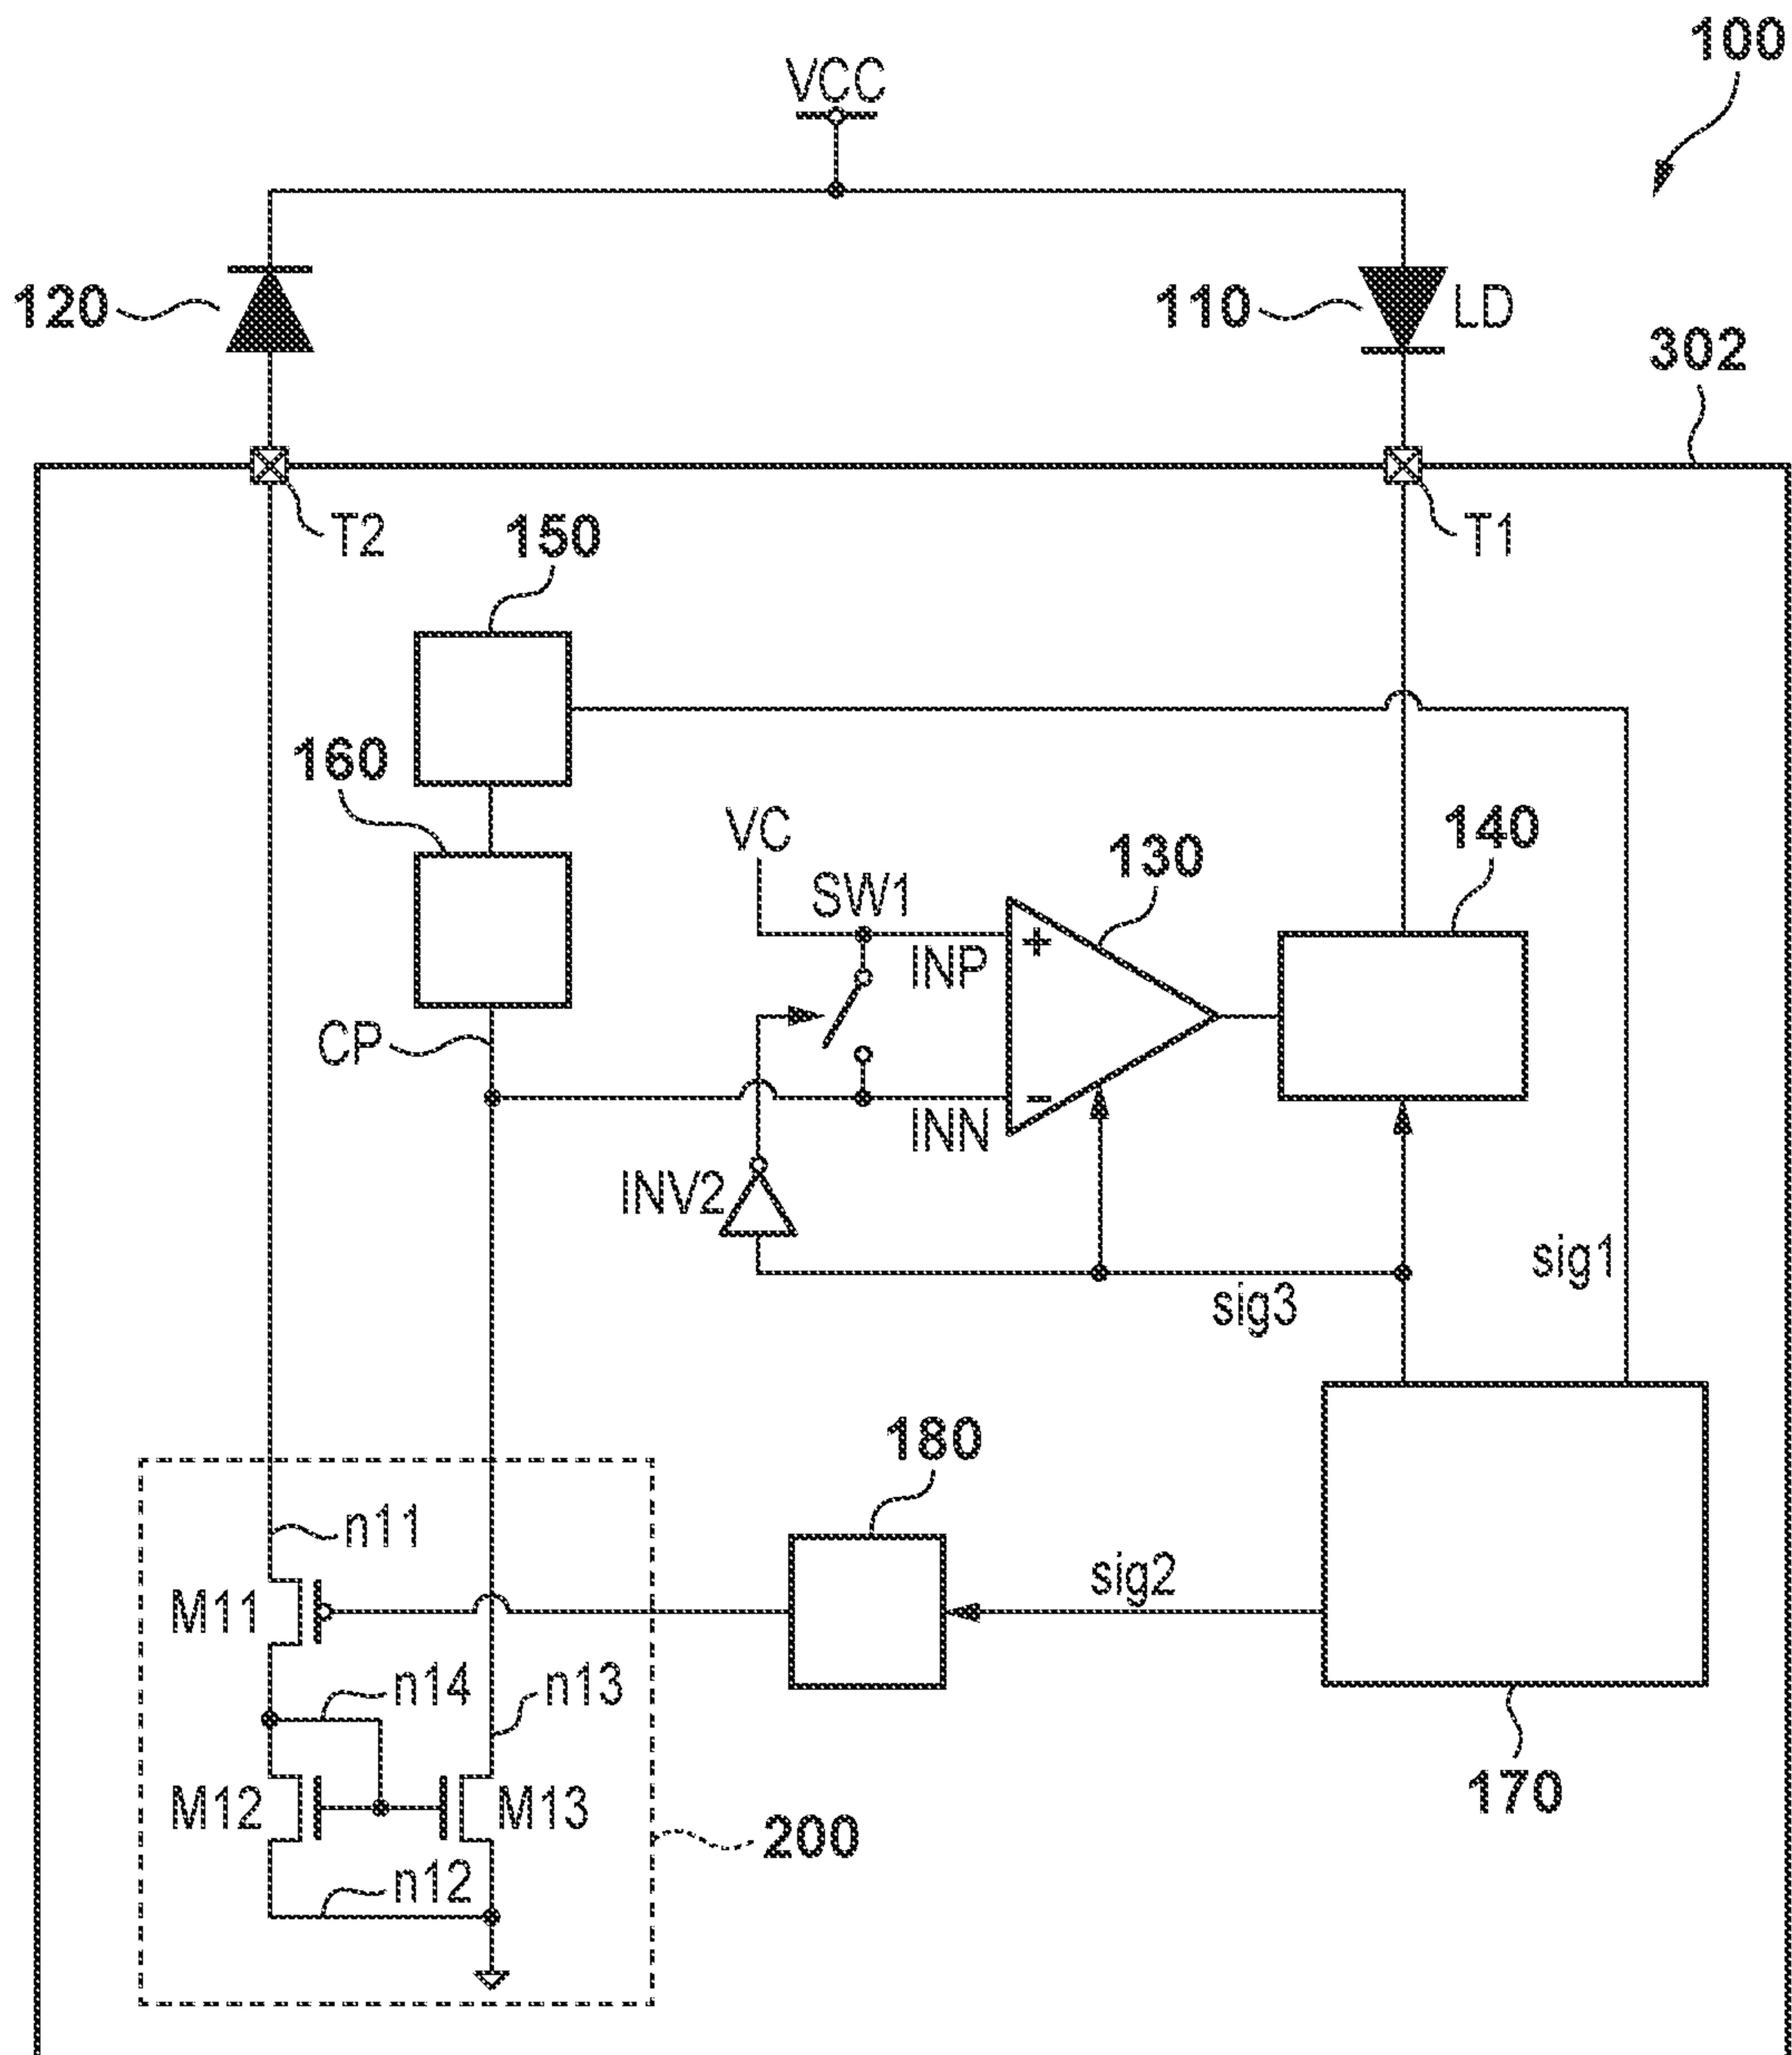 100
VCC
120
110
LD
302
T2
150
T1
160
VC
130
140
SW1
INP
+
CP
-
INN
INV2
sig1
sig3
180
n11
sig2
M11
n14
n13
170
M12
M13
200
n12